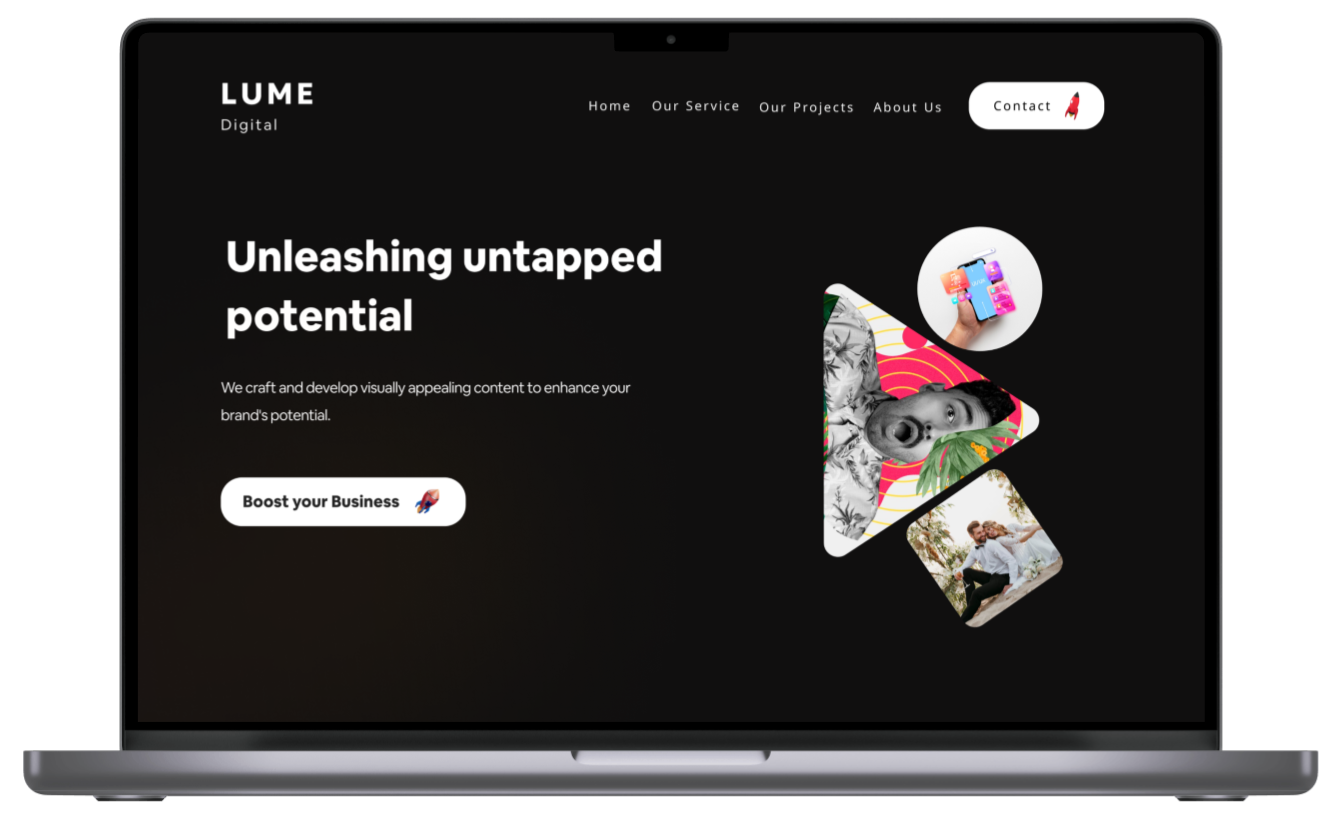 LUME
Digital
Home Our Service Our Projects About Us Contact
Unleashing untapped
potential
We craft and develop visually appealing content to enhance your
brand's potential.
Boost your Business